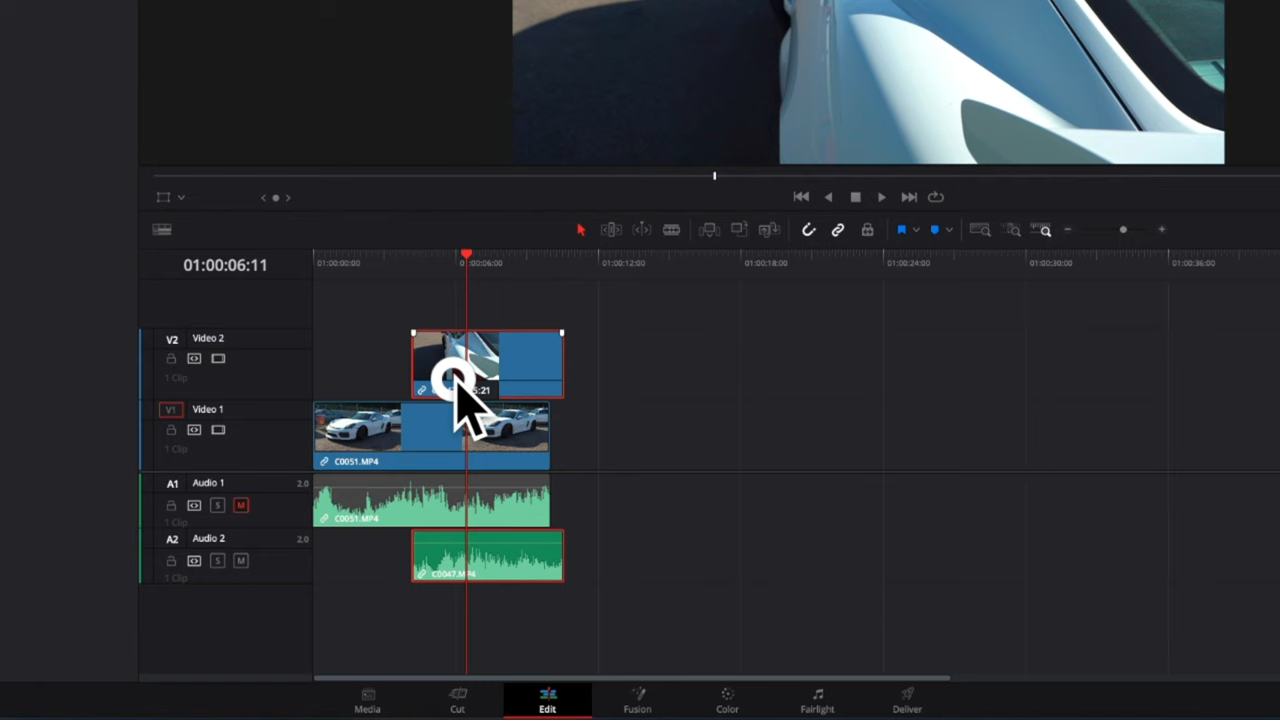 01:00:06:11
01:00:00:00
01:00:06:00
01:00:12:00
01:00:18:00
01:00:24:00
01:00:30:00
01:00:36:00
V2 Video 2
1 Clip
V1 Video 1
1 Clip
C0051.MP4
A1 Audio 1 2.0
S M
1 Clip
C0051.MP4
A2 Audio 2 2.0
S M
1 Clip
C0047.MP4
Media Cut Edit Fusion Color Fairlight Deliver